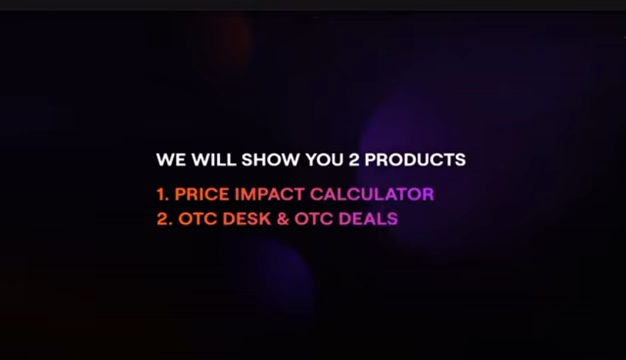 WE WILL SHOW YOU 2 PRODUCTS
1. PRICE IMPACT CALCULATOR
2. OTC DESK & OTC DEALS